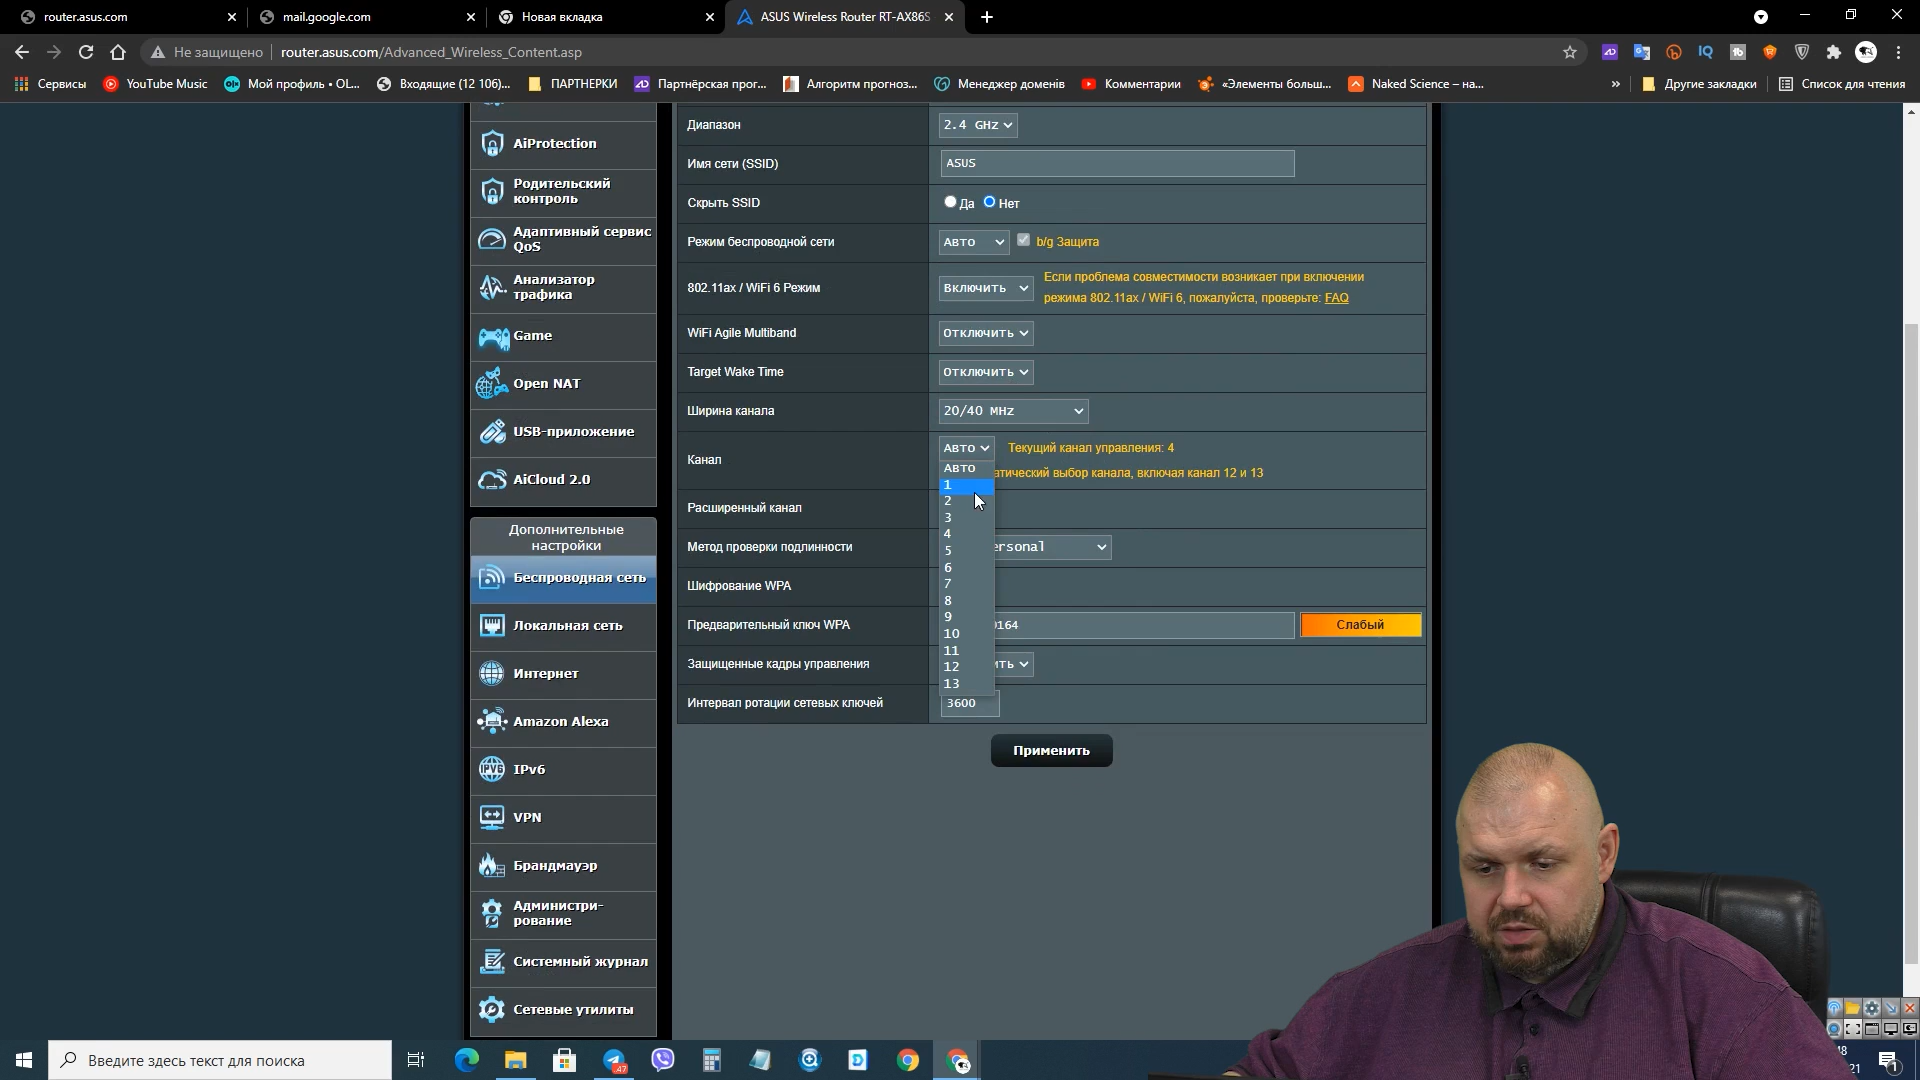 router.asus.com
mail.google.com
Новая вкладка
ASUS Wireless Router RT-AX86S
Не защищено
router.asus.com/Advanced_Wireless_Content.asp
Сервисы
YouTube Music
Мой профиль • OL...
Входящие (12 106)...
ПАРТНЕРКИ
Партнёрская прог...
Алгоритм прогноз...
Менеджер доменів
Комментарии
«Элементы больш...
Naked Science – на...
»
Другие закладки
Список для чтения
AiProtection
Родительский
контроль
Адаптивный сервис
QoS
Анализатор
трафика
Game
Open NAT
USB-приложение
AiCloud 2.0
Дополнительные
настройки
Беспроводная сеть
Локальная сеть
Интернет
Amazon Alexa
IPv6
VPN
Брандмауэр
Администри-
рование
Системный журнал
Сетевые утилиты
Диапазон
2.4 GHz
Имя сети (SSID)
ASUS
Скрыть SSID
Да
Нет
Режим беспроводной сети
Авто
b/g Защита
802.11ax / WiFi 6 Режим
Включить
Если проблема совместимости возникает при включении
режима 802.11ax / WiFi 6, пожалуйста, проверьте: FAQ
WiFi Agile Multiband
Отключить
Target Wake Time
Отключить
Ширина канала
20/40 MHz
Канал
Авто
Текущий канал управления: 4
атический выбор канала, включая канал 12 и 13
Авто
1
2
3
4
5
6
7
8
9
10
11
12
13
Расширенный канал
Метод проверки подлинности
ersonal
Шифрование WPA
Предварительный ключ WPA
164
Слабый
Защищенные кадры управления
ить
Интервал ротации сетевых ключей
3600
Применить
Введите здесь текст для поиска
47
21
1